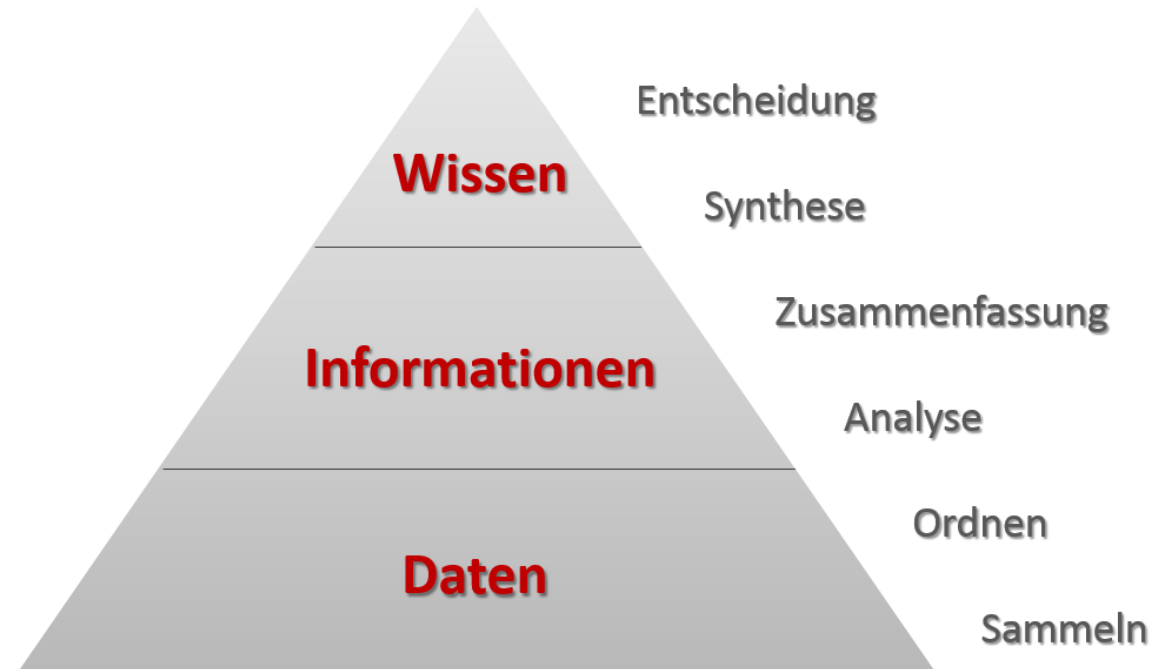 Entscheidung
Wissen
Synthese
Zusammenfassung
Informationen
Analyse
Ordnen
Daten
Sammeln